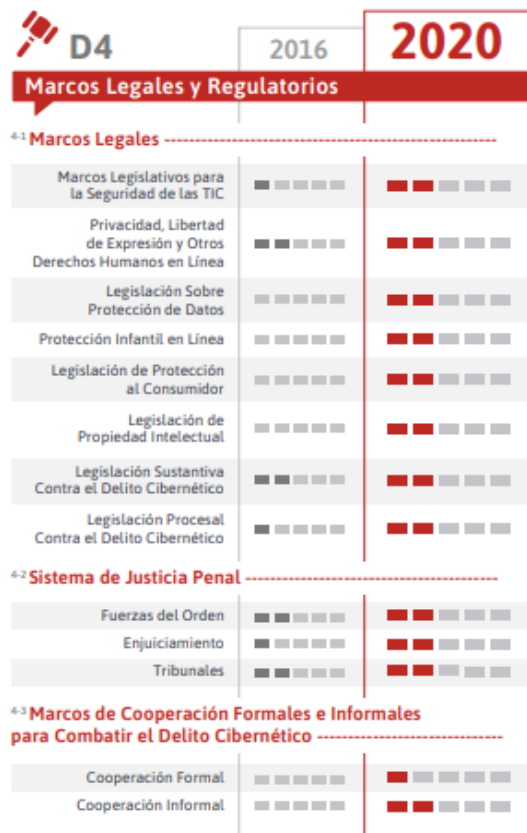 D4
2016
2020
Marcos Legales y Regulatorios
4-1 Marcos Legales
Marcos Legislativos para
la Seguridad de las TIC
Privacidad, Libertad
de Expresión y Otros
Derechos Humanos en Línea
Legislación Sobre
Protección de Datos
Protección Infantil en Línea
Legislación de Protección
al Consumidor
Legislación de
Propiedad Intelectual
Legislación Sustantiva
Contra el Delito Cibernético
Legislación Procesal
Contra el Delito Cibernético
4-2 Sistema de Justicia Penal
Fuerzas del Orden
Enjuiciamiento
Tribunales
4-3 Marcos de Cooperación Formales e Informales
para Combatir el Delito Cibernético
Cooperación Formal
Cooperación Informal